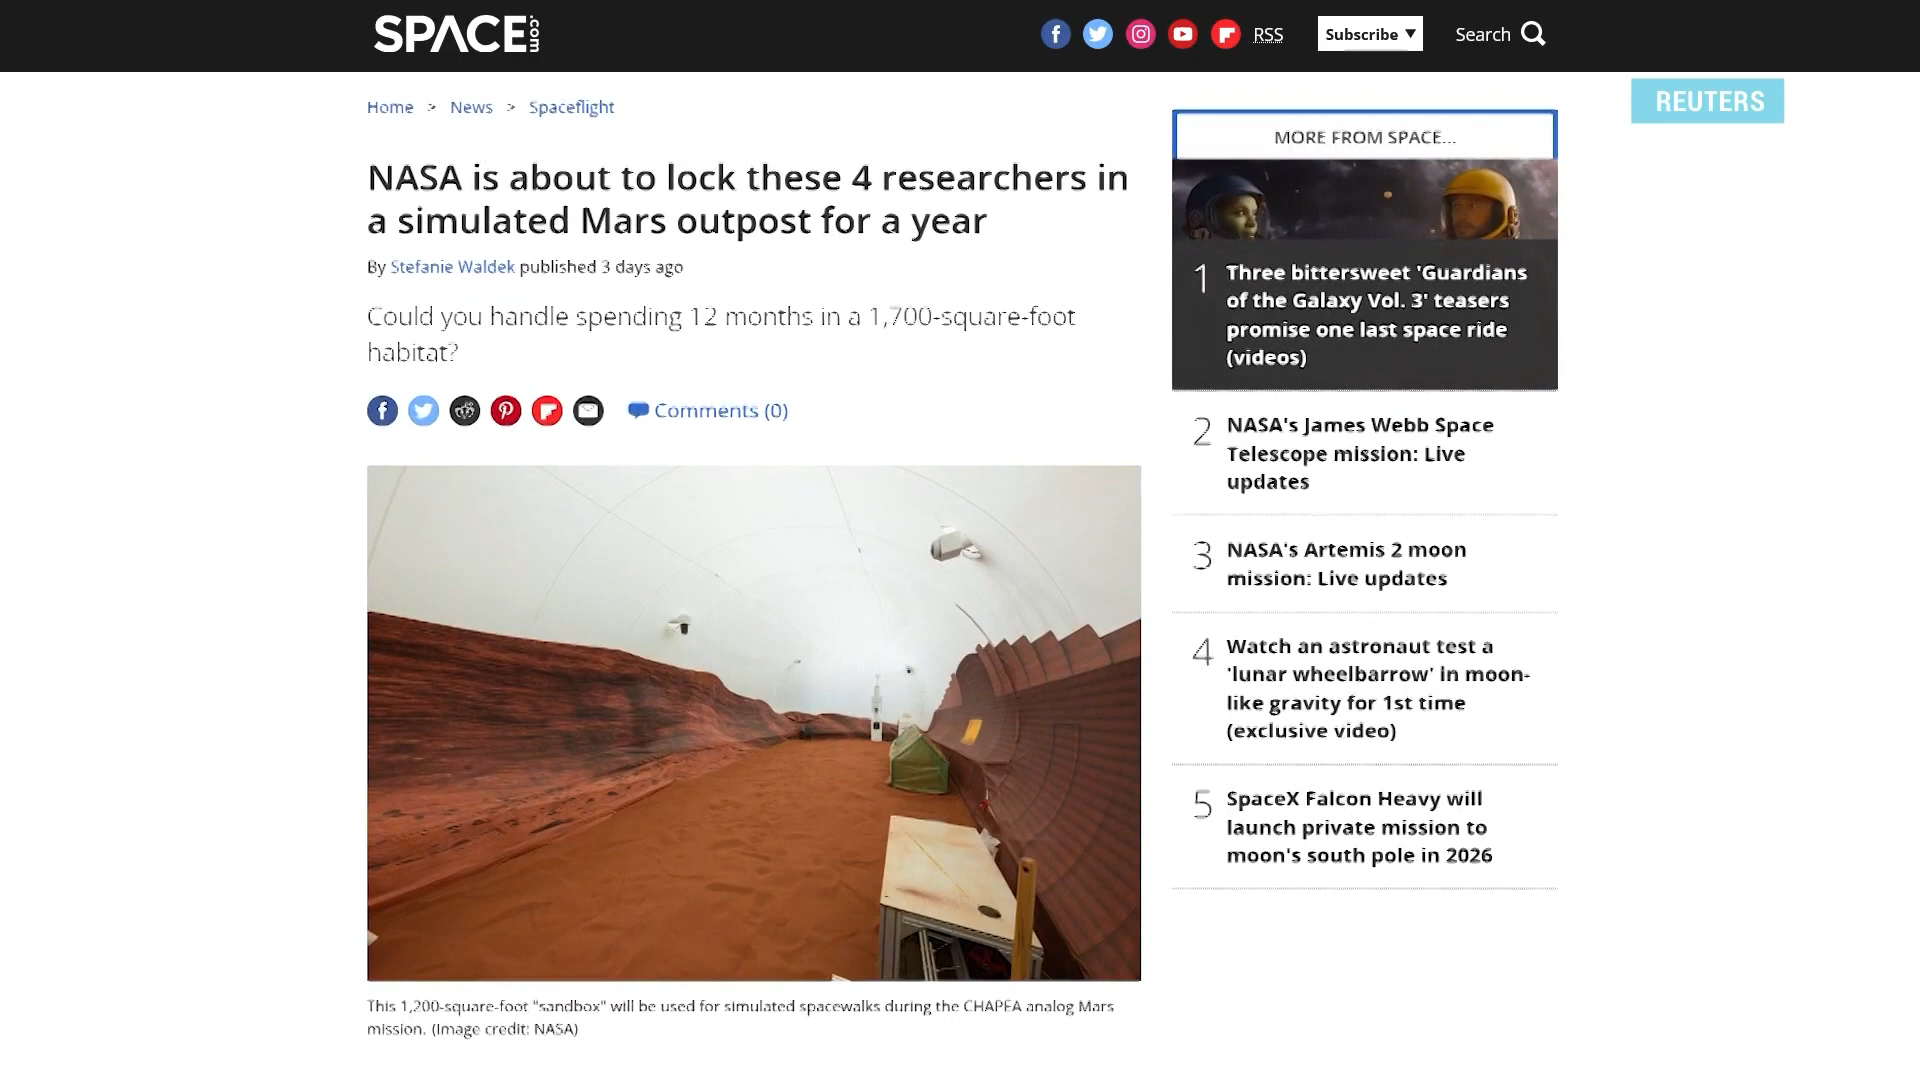 SPACE.com
RSS
Subscribe
Search
REUTERS
Home > News > Spaceflight
NASA is about to lock these 4 researchers in
a simulated Mars outpost for a year
By Stefanie Waldek published 3 days ago
Could you handle spending 12 months in a 1,700-square-foot
habitat?
Comments (0)
This 1,200-square-foot "sandbox" will be used for simulated spacewalks during the CHAPEA analog Mars
mission. (Image credit: NASA)
MORE FROM SPACE...
1 Three bittersweet 'Guardians
of the Galaxy Vol. 3' teasers
promise one last space ride
(videos)
2 NASA's James Webb Space
Telescope mission: Live
updates
3 NASA's Artemis 2 moon
mission: Live updates
4 Watch an astronaut test a
'lunar wheelbarrow' in moon-
like gravity for 1st time
(exclusive video)
5 SpaceX Falcon Heavy will
launch private mission to
moon's south pole in 2026